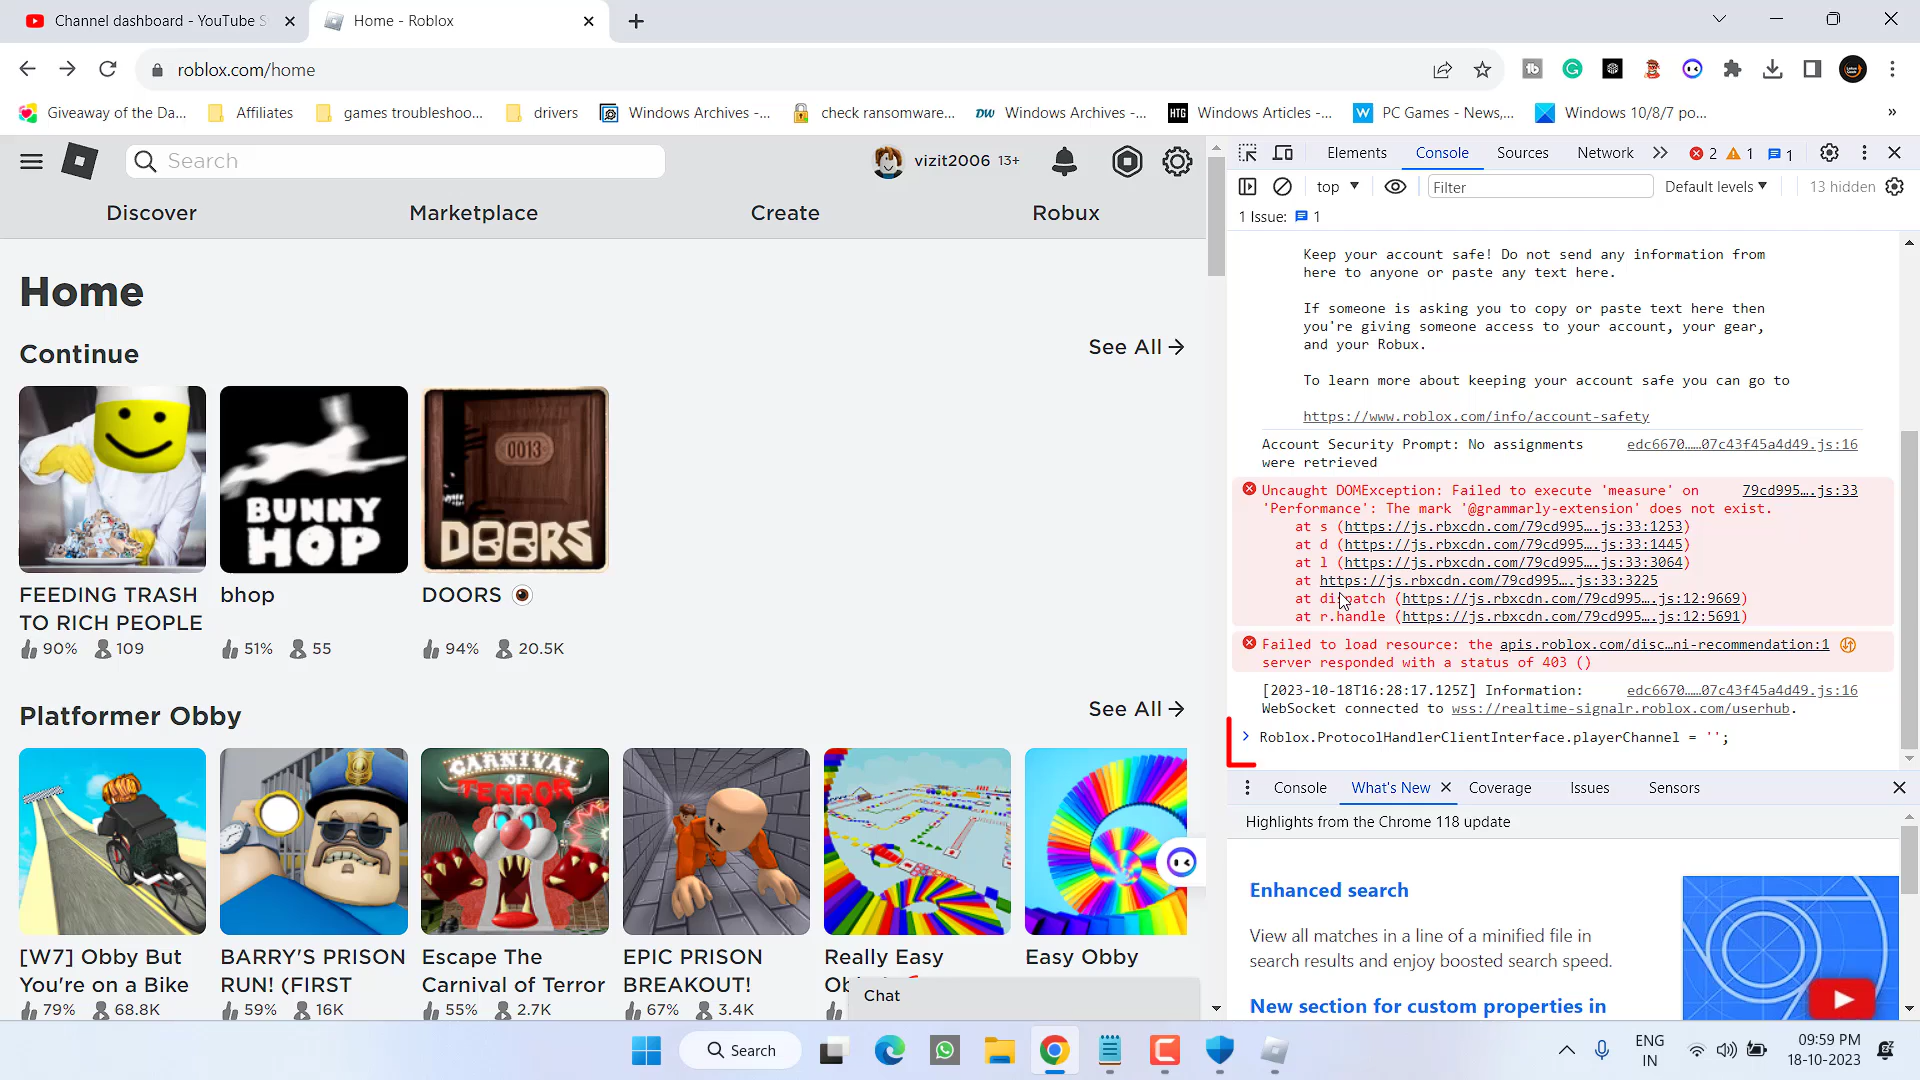 Channel dashboard - YouTube S
Home - Roblox
roblox.com/home
Giveaway of the Da...
Affiliates
games troubleshoo...
drivers
Windows Archives -...
check ransomware...
DW
Windows Archives -...
HTG
Windows Articles -...
W
PC Games - News,...
Windows 10/8/7 po...
»
Search
vizit2006 13+
Discover
Marketplace
Create
Robux
Home
Continue
See All
0013
BUNNY
HOP
DOORS
FEEDING TRASH
TO RICH PEOPLE
bhop
DOORS
90% 109
51% 55
94% 20.5K
Platformer Obby
See All
CARNIVAL
OF
TERROR
[W7] Obby But
You're on a Bike
BARRY'S PRISON
RUN! (FIRST
Escape The
Carnival of Terror
EPIC PRISON
BREAKOUT!
Really Easy
Easy Obby
79% 68.8K
59% 16K
55% 2.7K
67% 3.4K
Chat
Elements
Console
Sources
Network
»
2
1
1
top
Filter
Default levels
13 hidden
1 Issue: 1
Keep your account safe! Do not send any information from
here to anyone or paste any text here.
If someone is asking you to copy or paste text here then
you're giving someone access to your account, your gear,
and your Robux.
To learn more about keeping your account safe you can go to
https://www.roblox.com/info/account-safety
Account Security Prompt: No assignments edc6670……07c43f45a4d49.js:16
were retrieved
Uncaught DOMException: Failed to execute 'measure' on 79cd995….js:33
'Performance': The mark '@grammarly-extension' does not exist.
at s (https://js.rbxcdn.com/79cd995….js:33:1253)
at d (https://js.rbxcdn.com/79cd995….js:33:1445)
at l (https://js.rbxcdn.com/79cd995….js:33:3064)
at https://js.rbxcdn.com/79cd995….js:33:3225
at dispatch (https://js.rbxcdn.com/79cd995….js:12:9669)
at r.handle (https://js.rbxcdn.com/79cd995….js:12:5691)
Failed to load resource: the apis.roblox.com/disc…ni-recommendation:1
server responded with a status of 403 ()
[2023-10-18T16:28:17.125Z] Information: edc6670……07c43f45a4d49.js:16
WebSocket connected to wss://realtime-signalr.roblox.com/userhub.
> Roblox.ProtocolHandlerClientInterface.playerChannel = '';
Console
What's New
Coverage
Issues
Sensors
Highlights from the Chrome 118 update
Enhanced search
View all matches in a line of a minified file in
search results and enjoy boosted search speed.
New section for custom properties in
Search
ENG
IN
09:59 PM
18-10-2023